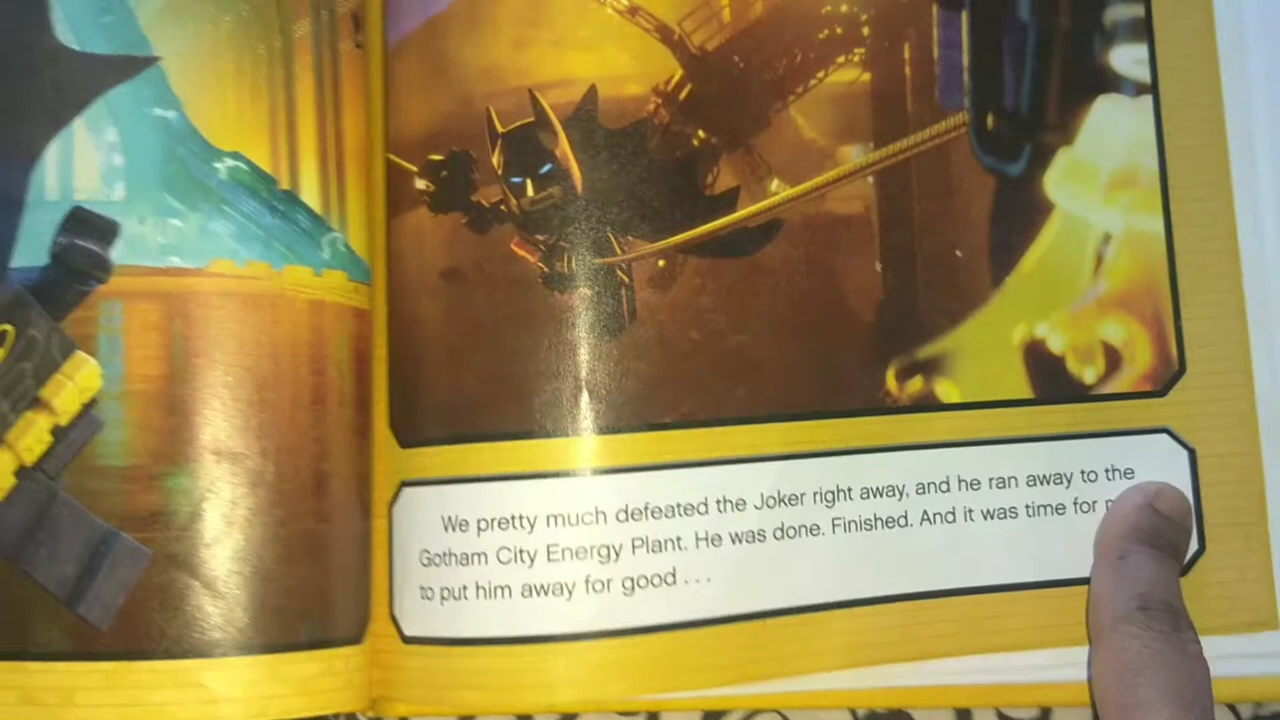 We pretty much defeated the Joker right away, and he ran away to the
Gotham City Energy Plant. He was done. Finished. And it was time for
to put him away for good . . .